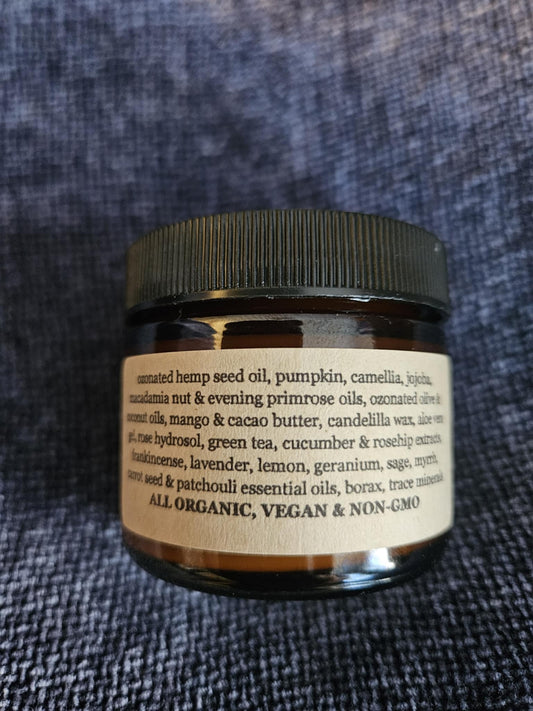 ozonated hemp seed oil, pumpkin, camellia, jojoba,
macadamia nut & evening primrose oils, ozonated olive &
coconut oils, mango & cacao butter, candelilla wax, aloe vera
gel, rose hydrosol, green tea, cucumber & rosehip extracts,
frankincense, lavender, lemon, geranium, sage, myrrh,
carrot seed & patchouli essential oils, borax, trace minerals
ALL ORGANIC, VEGAN & NON-GMO